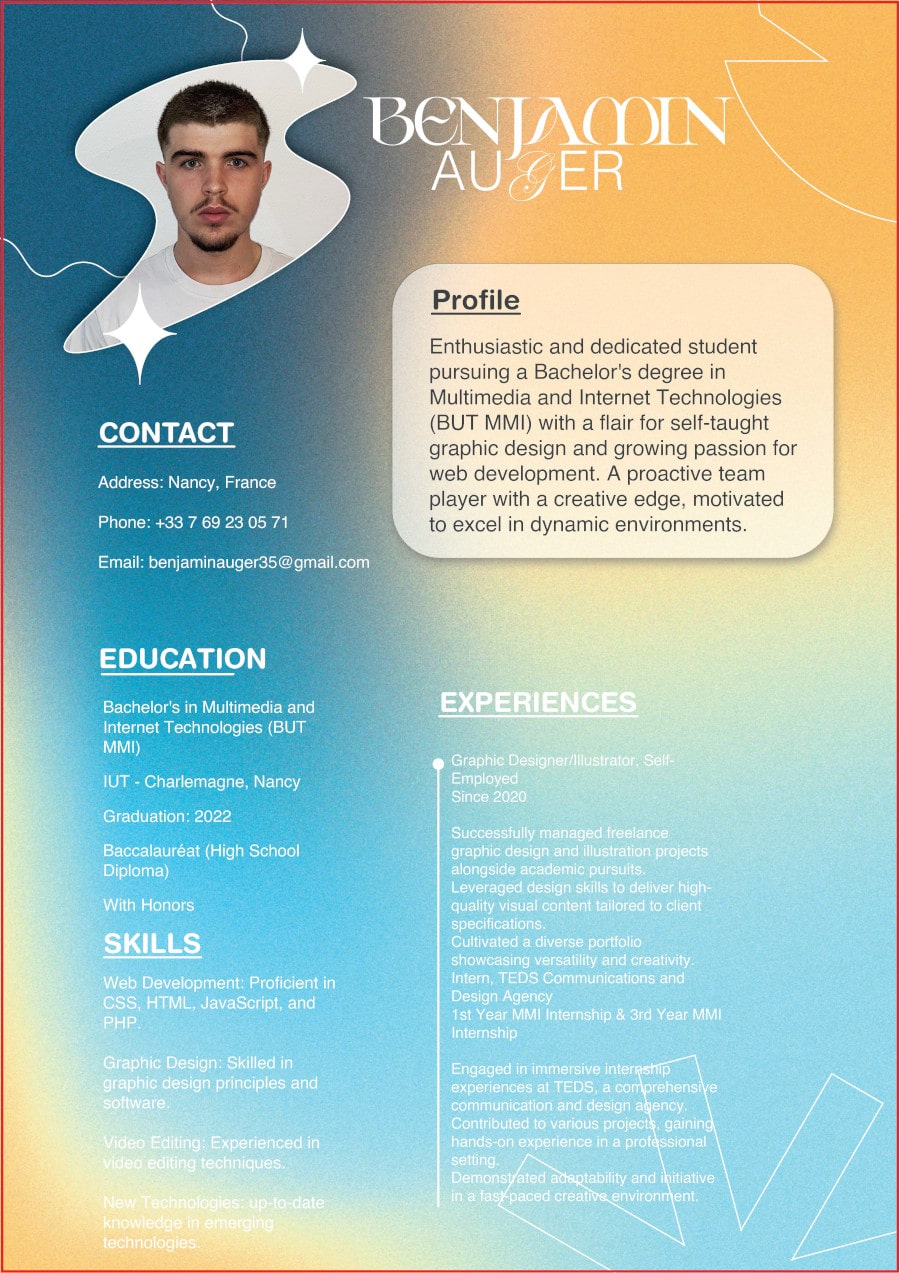 BENJAMIN
AUGER
Profile
Enthusiastic and dedicated student
pursuing a Bachelor's degree in
Multimedia and Internet Technologies
(BUT MMI) with a flair for self-taught
graphic design and growing passion for
web development. A proactive team
player with a creative edge, motivated
to excel in dynamic environments.
CONTACT
Address: Nancy, France
Phone: +33 7 69 23 05 71
Email: benjaminauger35@gmail.com
EDUCATION
Bachelor's in Multimedia and
Internet Technologies (BUT
MMI)
IUT - Charlemagne, Nancy
Graduation: 2022
Baccalauréat (High School
Diploma)
With Honors
SKILLS
Web Development: Proficient in
CSS, HTML, JavaScript, and
PHP.
Graphic Design: Skilled in
graphic design principles and
software.
Video Editing: Experienced in
video editing techniques.
New Technologies: up-to-date
knowledge in emerging
technologies.
EXPERIENCES
Graphic Designer/Illustrator, Self-
Employed
Since 2020
Successfully managed freelance
graphic design and illustration projects
alongside academic pursuits.
Leveraged design skills to deliver high-
quality visual content tailored to client
specifications.
Cultivated a diverse portfolio
showcasing versatility and creativity.
Intern, TEDS Communications and
Design Agency
1st Year MMI Internship & 3rd Year MMI
Internship
Engaged in immersive internship
experiences at TEDS, a comprehensive
communication and design agency.
Contributed to various projects, gaining
hands-on experience in a professional
setting.
Demonstrated adaptability and initiative
in a fast-paced creative environment.